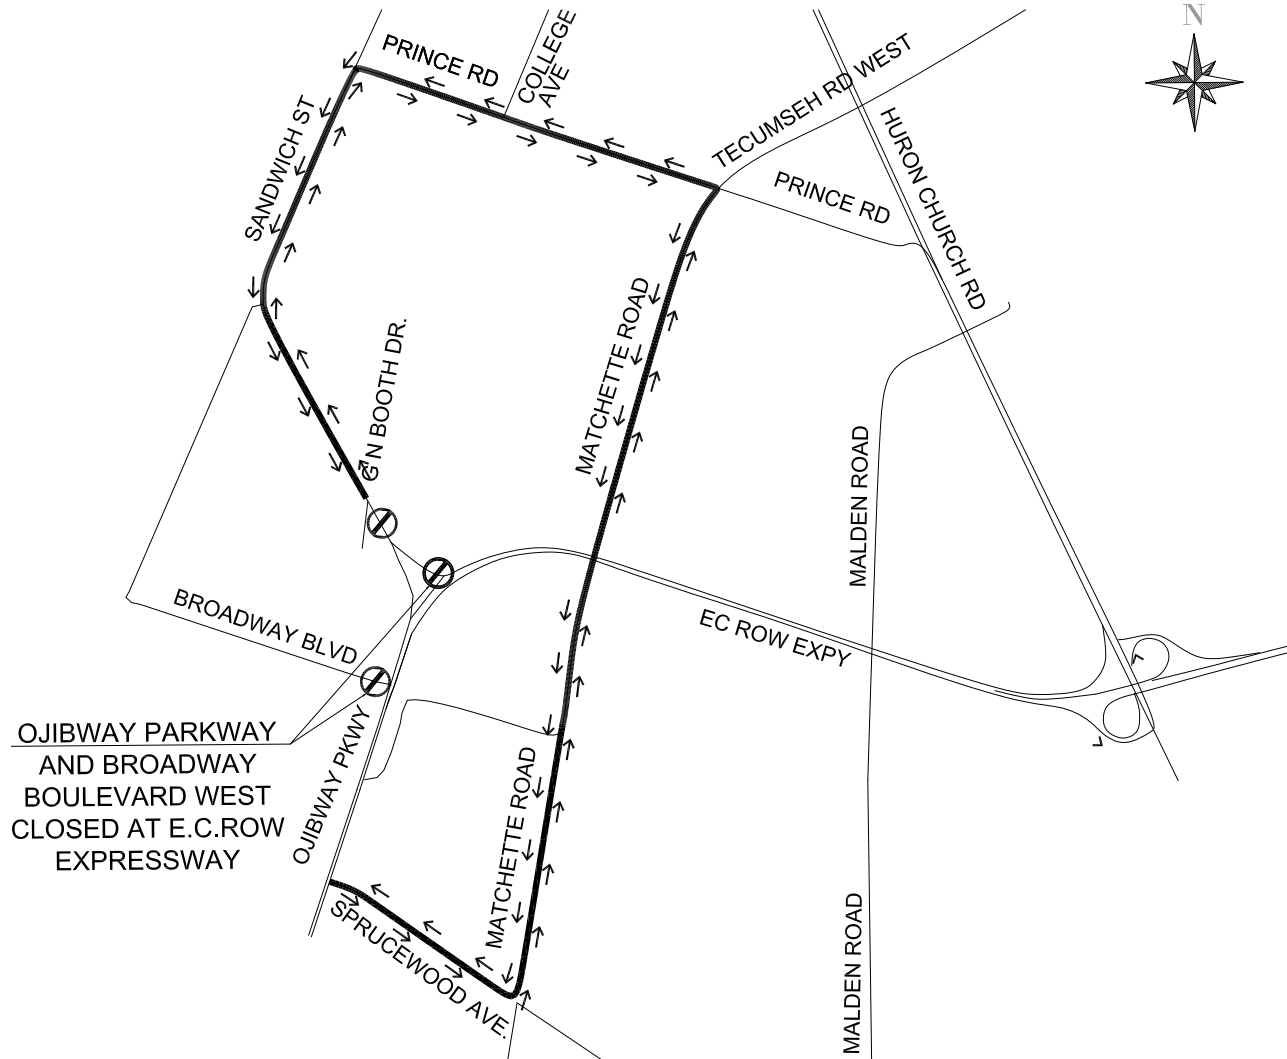 N
PRINCE RD
COLLEGE
AVE
TECUMSEH RD WEST
HURON CHURCH RD
SANDWICH ST
PRINCE RD
MATCHETTE ROAD
G N BOOTH DR.
MALDEN ROAD
BROADWAY BLVD
EC ROW EXPY
OJIBWAY PARKWAY
AND BROADWAY
BOULEVARD WEST
CLOSED AT E.C.ROW
EXPRESSWAY
OJIBWAY PKWY
MATCHETTE ROAD
SPRUCEWOOD AVE.
MALDEN ROAD